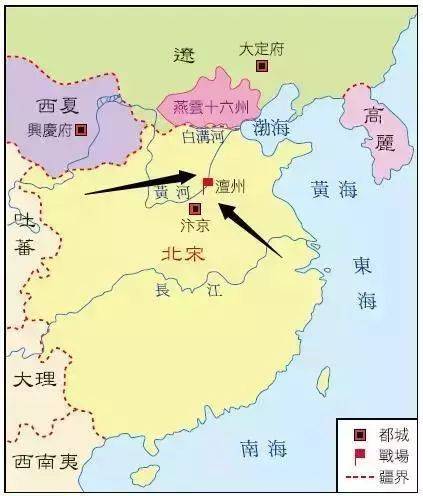 遼
大定府
西夏
興慶府
燕雲十六州
渤海
高麗
白溝河
黃河
澶州
黃海
汴京
吐蕃
北宋
東海
長江
大理
西南夷
南海
都城
戰場
疆界